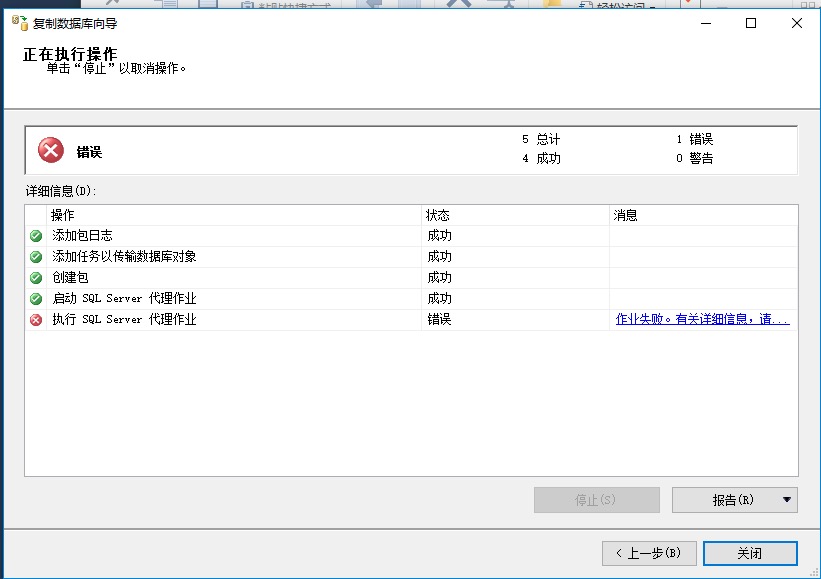 复制数据库向导
正在执行操作
单击“停止”以取消操作。
错误
5 总计
1 错误
4 成功
0 警告
详细信息(D):
操作 状态 消息
添加包日志 成功
添加任务以传输数据库对象 成功
创建包 成功
启动 SQL Server 代理作业 成功
执行 SQL Server 代理作业 错误 作业失败。有关详细信息，请...
停止(S) 报告(R)
< 上一步(B) 关闭